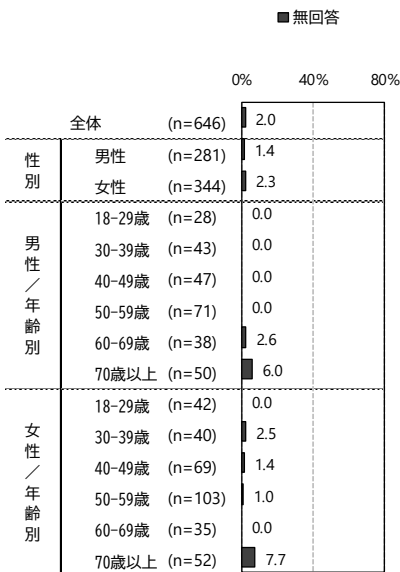 ■無回答
0% 40% 80%
全体 (n=646) 2.0
性別
男性 (n=281) 1.4
女性 (n=344) 2.3
男性／年齢別
18-29歳 (n=28) 0.0
30-39歳 (n=43) 0.0
40-49歳 (n=47) 0.0
50-59歳 (n=71) 0.0
60-69歳 (n=38) 2.6
70歳以上 (n=50) 6.0
女性／年齢別
18-29歳 (n=42) 0.0
30-39歳 (n=40) 2.5
40-49歳 (n=69) 1.4
50-59歳 (n=103) 1.0
60-69歳 (n=35) 0.0
70歳以上 (n=52) 7.7